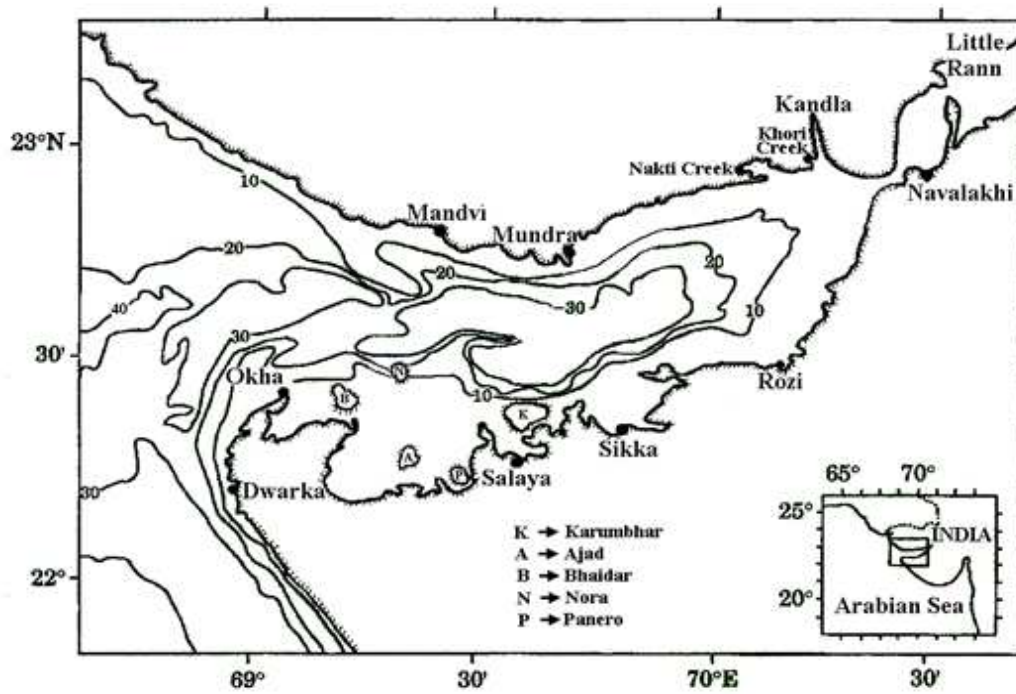 Little
Rann
Kandla
23°N
Khori
Creek
Nakti Creek
10
Navalakhi
Mandvi
Mundra
20
20
20
40
30
10
30
30'
N
Rozi
Okha
B
10
K
Sikka
A
P
Salaya
30
Dwarka
65° 70°
25°
INDIA
20°
Arabian Sea
K → Karumbhar
A → Ajad
B → Bhaidar
N → Nora
P → Panero
22°
69° 30' 70°E 30'